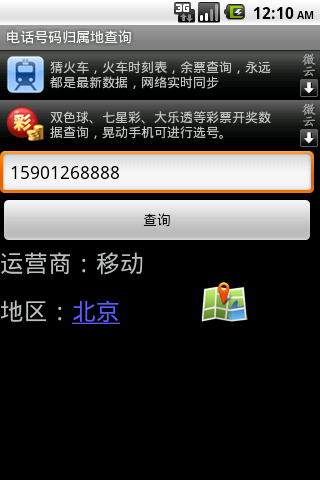 3G
12:10 AM
电话号码归属地查询
猜火车，火车时刻表，余票查询，永远
都是最新数据，网络实时同步
微云
彩
双色球、七星彩、大乐透等彩票开奖数
据查询，晃动手机可进行选号。
微云
15901268888
查询
运营商：移动
地区：北京